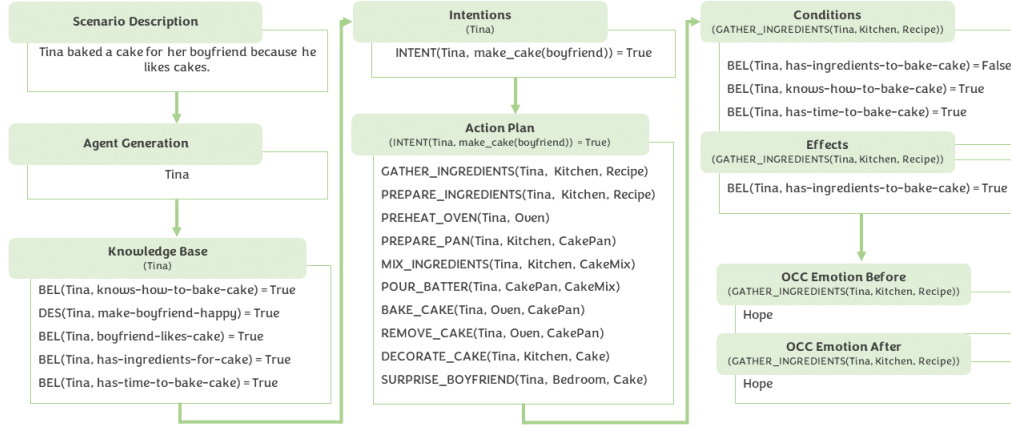 Scenario Description
Tina baked a cake for her boyfriend because he
likes cakes.
Agent Generation
Tina
Knowledge Base
(Tina)
BEL(Tina, knows-how-to-bake-cake) = True
DES(Tina, make-boyfriend-happy) = True
BEL(Tina, boyfriend-likes-cake) = True
BEL(Tina, has-ingredients-for-cake) = True
BEL(Tina, has-time-to-bake-cake) = True
Intentions
(Tina)
INTENT(Tina, make_cake(boyfriend)) = True
Action Plan
(INTENT(Tina, make_cake(boyfriend)) = True)
GATHER_INGREDIENTS(Tina, Kitchen, Recipe)
PREPARE_INGREDIENTS(Tina, Kitchen, Recipe)
PREHEAT_OVEN(Tina, Oven)
PREPARE_PAN(Tina, Kitchen, CakePan)
MIX_INGREDIENTS(Tina, Kitchen, CakeMix)
POUR_BATTER(Tina, CakePan, CakeMix)
BAKE_CAKE(Tina, Oven, CakePan)
REMOVE_CAKE(Tina, Oven, CakePan)
DECORATE_CAKE(Tina, Kitchen, Cake)
SURPRISE_BOYFRIEND(Tina, Bedroom, Cake)
Conditions
(GATHER_INGREDIENTS(Tina, Kitchen, Recipe))
BEL(Tina, has-ingredients-to-bake-cake) = False
BEL(Tina, knows-how-to-bake-cake) = True
BEL(Tina, has-time-to-bake-cake) = True
Effects
(GATHER_INGREDIENTS(Tina, Kitchen, Recipe))
BEL(Tina, has-ingredients-to-bake-cake) = True
OCC Emotion Before
(GATHER_INGREDIENTS(Tina, Kitchen, Recipe))
Hope
OCC Emotion After
(GATHER_INGREDIENTS(Tina, Kitchen, Recipe))
Hope